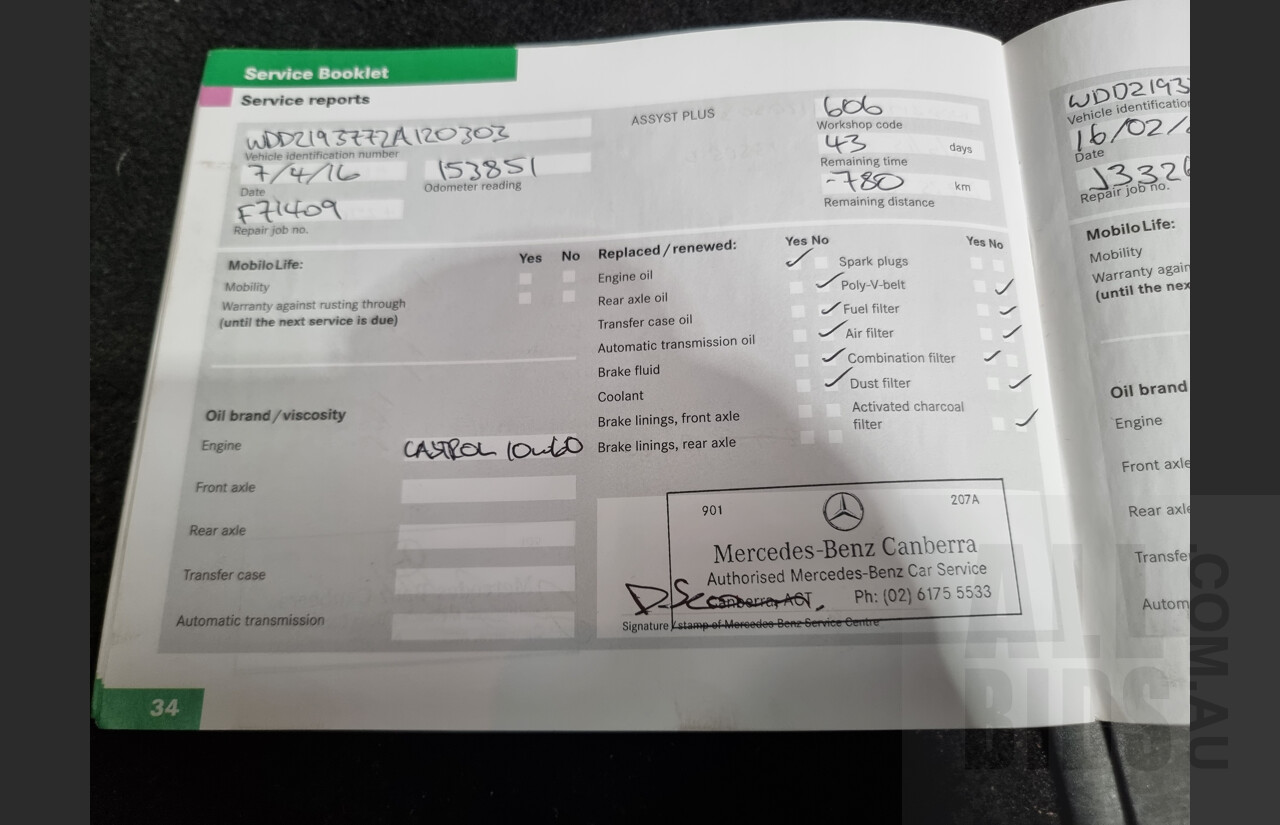 Service Booklet
Service reports
WDD2193772A120303
Vehicle identification number
7/4/16
Date
153851
Odometer reading
F71409
Repair job no.
ASSYST PLUS
606
Workshop code
43 days
Remaining time
-780 km
Remaining distance
MobiloLife:
Yes No
Mobility
Warranty against rusting through
(until the next service is due)
Oil brand/viscosity
Engine CASTROL 10w60
Front axle
Rear axle
Transfer case
Automatic transmission
Replaced/renewed:
Yes No
Engine oil
Rear axle oil
Transfer case oil
Automatic transmission oil
Brake fluid
Coolant
Brake linings, front axle
Brake linings, rear axle
Yes No
Spark plugs
Poly-V-belt
Fuel filter
Air filter
Combination filter
Dust filter
Activated charcoal
filter
901 207A
Mercedes-Benz Canberra
Authorised Mercedes-Benz Car Service
Canberra, ACT. Ph: (02) 6175 5533
Signature/stamp of Mercedes-Benz Service Centre
34
WDD2193
Vehicle identification
16/02/
Date
J3326
Repair job no.
MobiloLife:
Mobility
Warranty again
(until the nex
Oil brand
Engine
Front axle
Rear axle
Transfe
Autom
ALL
BIDS
.COM.AU